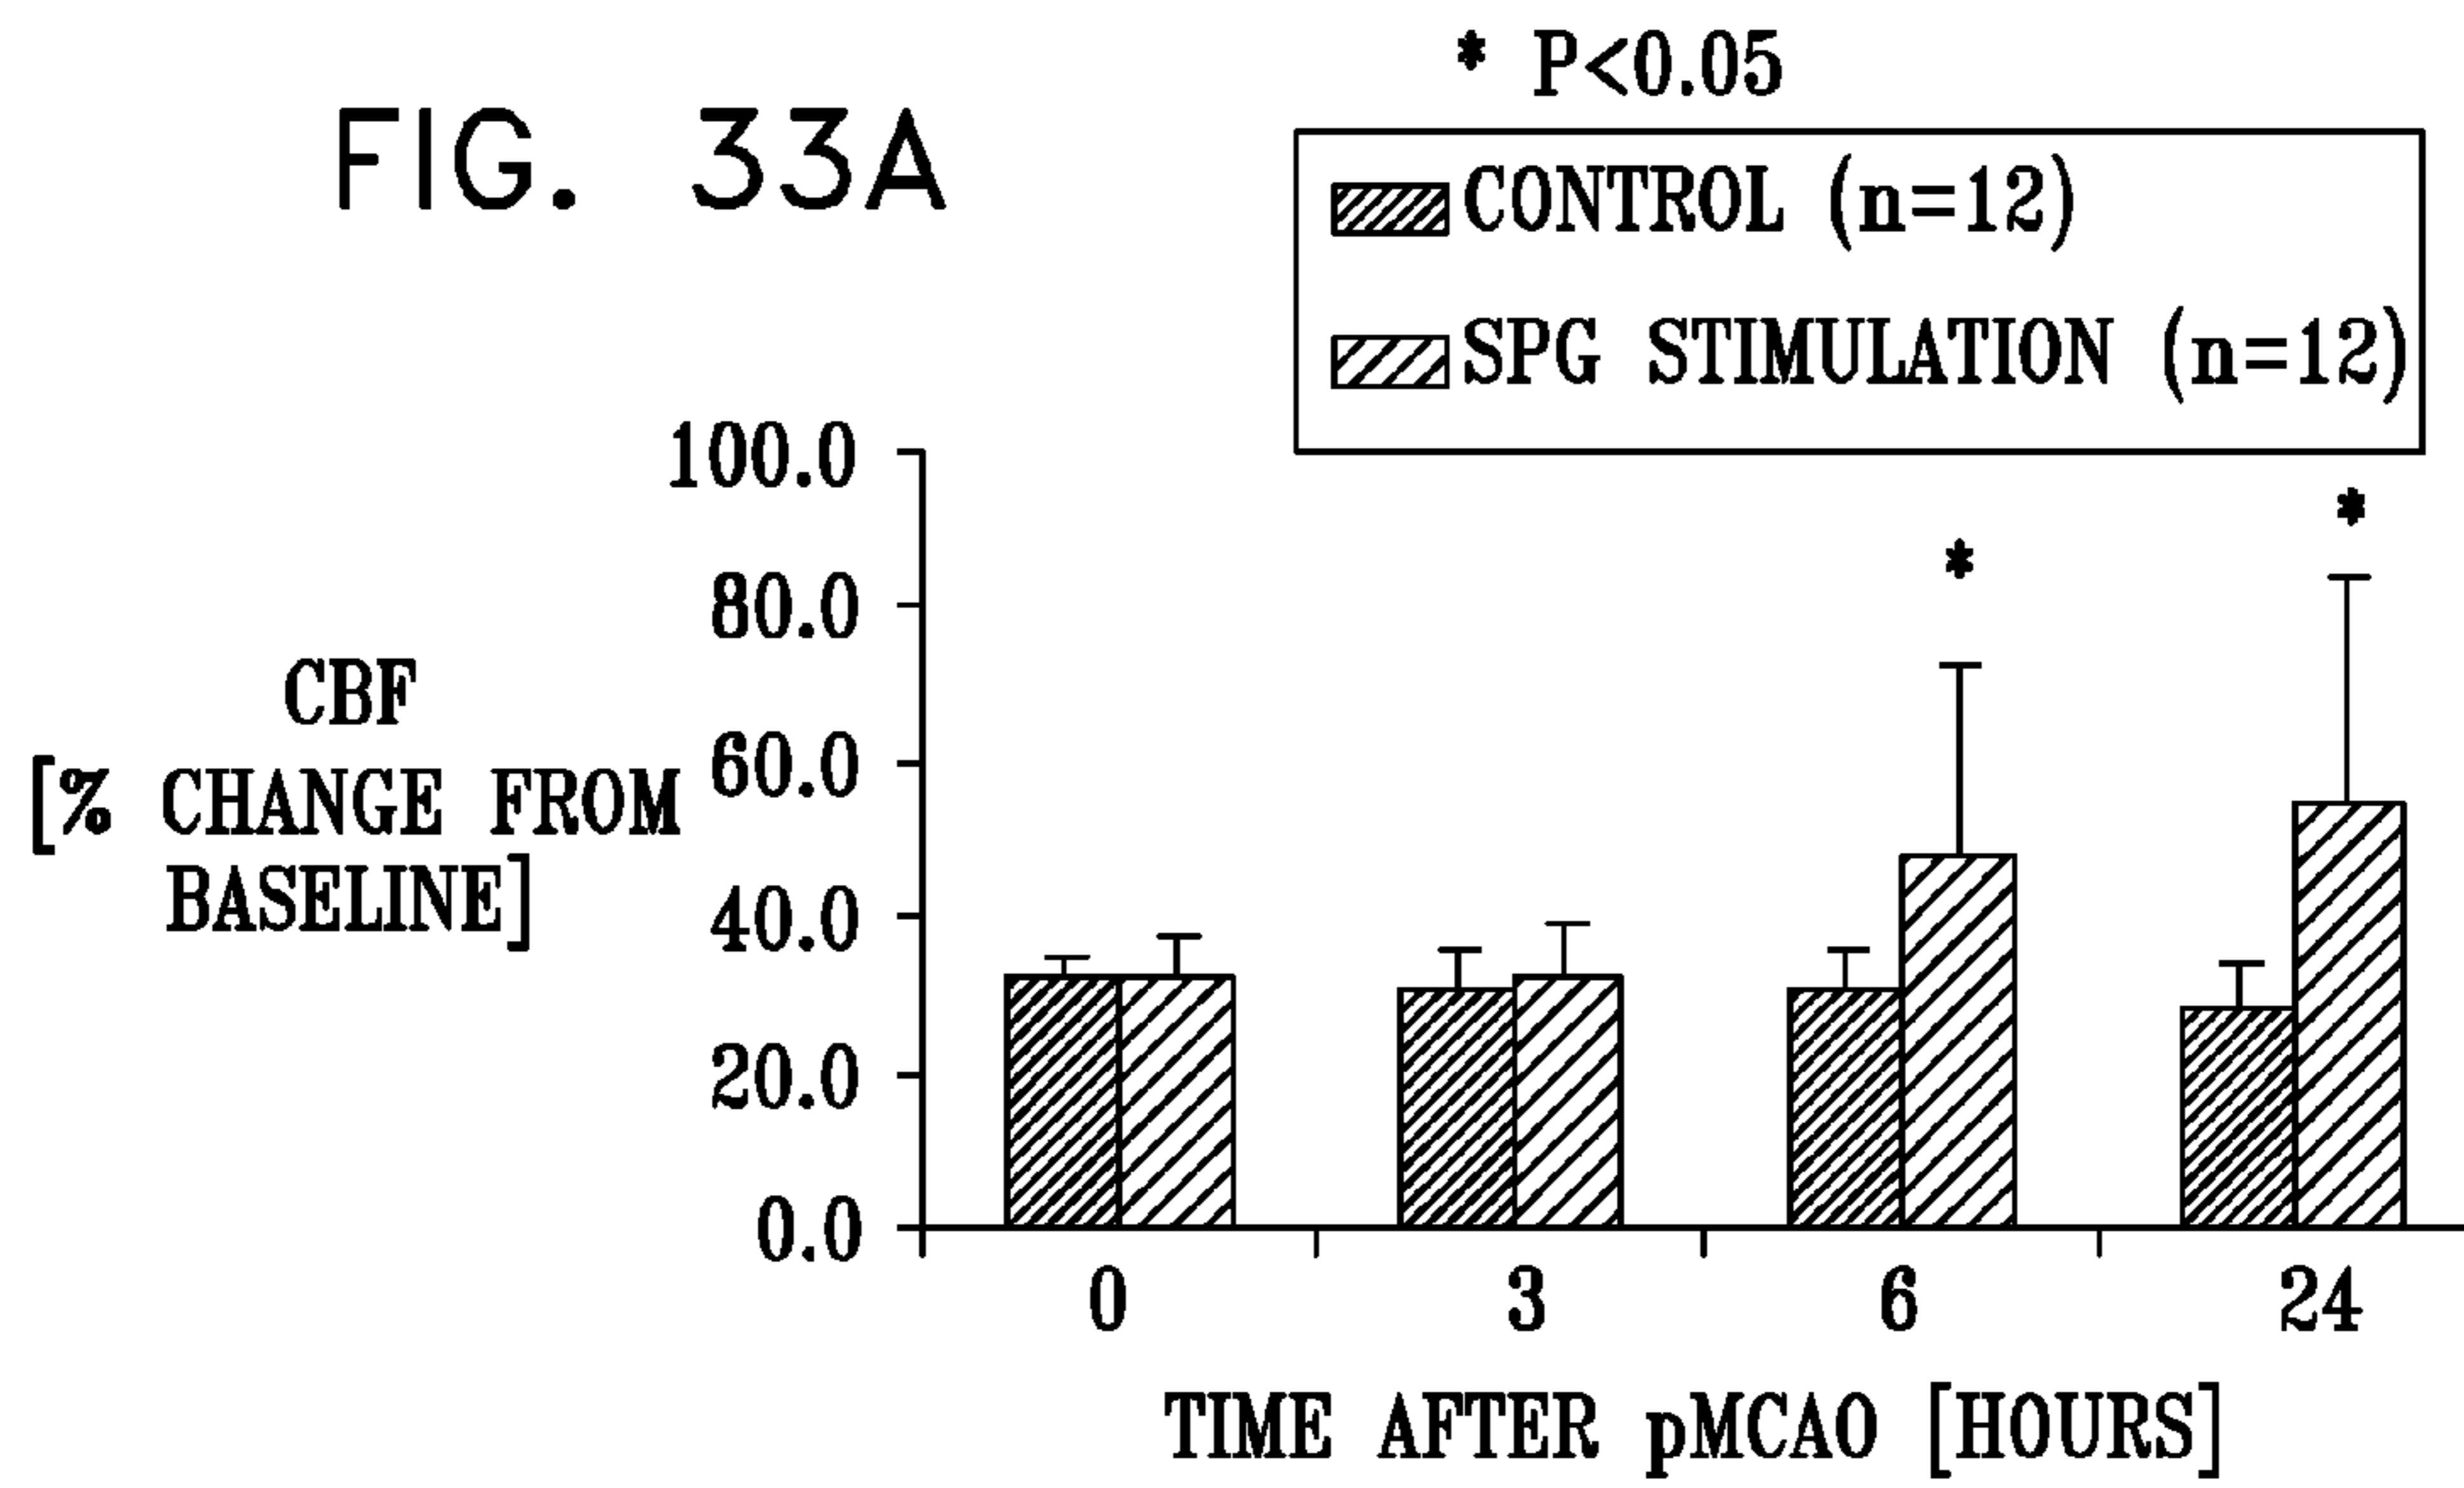 * P<0.05
FIG. 33A
CONTROL (n=12)
SPG STIMULATION (n=12)
100.0
80.0
60.0
40.0
20.0
0.0
CBF
[% CHANGE FROM
BASELINE]
*
*
0 3 6 24
TIME AFTER pMCAO [HOURS]